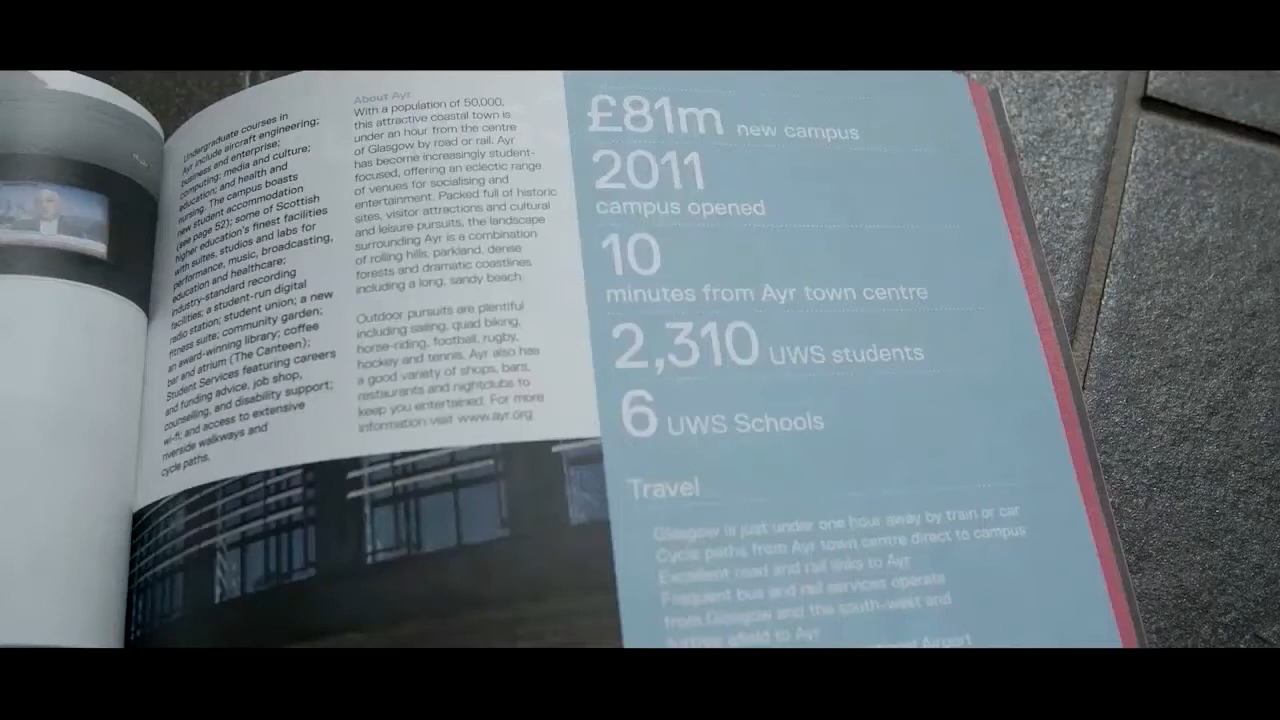 Undergraduate courses in
Ayr include aircraft engineering;
business and enterprise;
computing; media and culture;
education; and health and
nursing. The campus boasts
new student accommodation
(see page 52); some of Scottish
higher education's finest facilities
with suites, studios and labs for
performance, music, broadcasting,
education and healthcare;
industry-standard recording
facilities; a student-run digital
radio station; student union; a new
fitness suite; community garden;
an award-winning library; coffee
bar and atrium (The Canteen);
Student Services featuring careers
and funding advice, job shop,
counselling, and disability support;
wi-fi; and access to extensive
riverside walkways and
cycle paths.
About Ayr
With a population of 50,000,
this attractive coastal town is
under an hour from the centre
of Glasgow by road or rail. Ayr
has become increasingly student-
focused, offering an eclectic range
of venues for socialising and
entertainment. Packed full of historic
sites, visitor attractions and cultural
and leisure pursuits, the landscape
surrounding Ayr is a combination
of rolling hills, parkland, dense
forests and dramatic coastlines
including a long, sandy beach.
Outdoor pursuits are plentiful
including sailing, quad biking,
horse-riding, football, rugby,
hockey and tennis. Ayr also has
a good variety of shops, bars,
restaurants and nightclubs to
keep you entertained. For more
information visit www.ayr.org
£81m new campus
2011
campus opened
10
minutes from Ayr town centre
2,310 UWS students
6 UWS Schools
Travel
Glasgow is just under one hour away by train or car
Cycle paths from Ayr town centre direct to campus
Excellent road and rail links to Ayr
Frequent bus and rail services operate
from Glasgow and the south-west and
further afield to Ayr
Airport